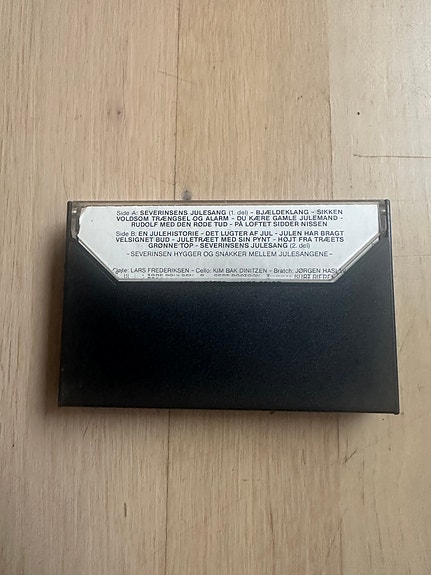 Side A: SEVERINSENS JULESANG (1. del) - BJÆLDEKLANG - SIKKEN
VOLDSOM TRÆNGSEL OG ALARM - DU KÆRE GAMLE JULEMAND -
RUDOLF MED DEN RØDE TUD - PÅ LOFTET SIDDER NISSEN
Side B: EN JULEHISTORIE - DET LUGTER AF JUL - JULEN HAR BRAGT
VELSIGNET BUD - JULETRÆET MED SIN PYNT - HØJT FRA TRÆETS
GRØNNE TOP - SEVERINSENS JULESANG (2. del)
- SEVERINSEN HYGGER OG SNAKKER MELLEM JULESANGENE -
LARS FREDERIKSEN - Cello: KIM BAK DINITZEN - Bratch: JØRGEN